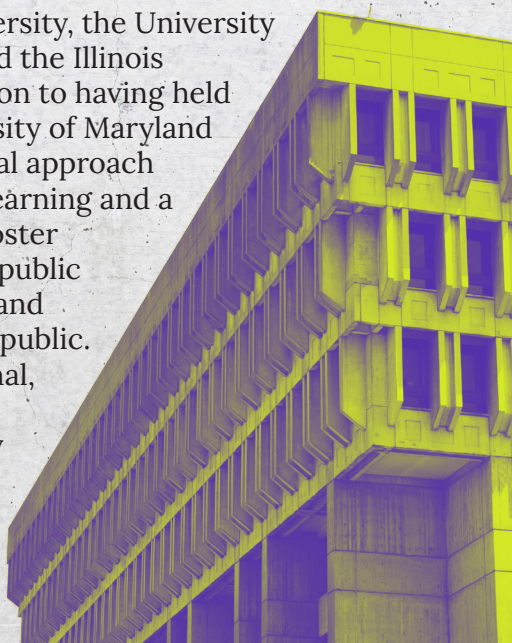 ersity, the University
d the Illinois
on to having held
sity of Maryland
al approach
earning and a
oster
public
and
public.
nal,